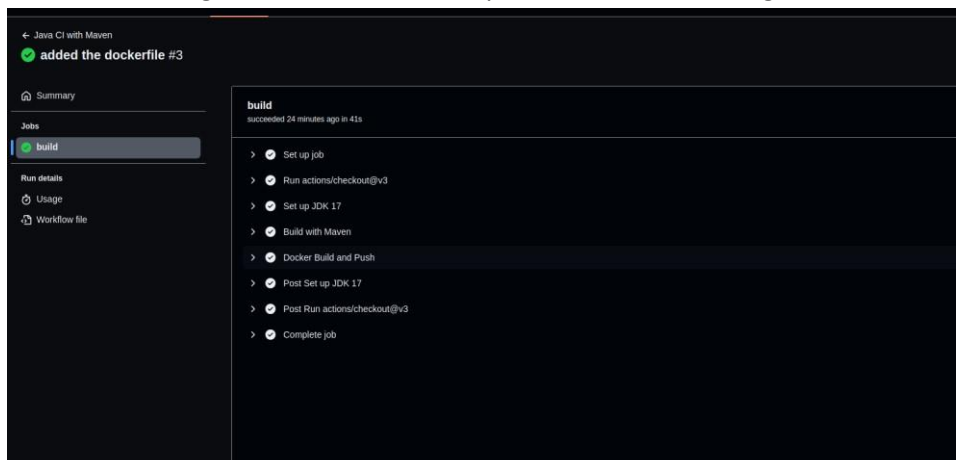 ← Java CI with Maven
added the dockerfile #3
Summary
Jobs
build
Run details
Usage
Workflow file
build
succeeded 24 minutes ago in 41s
Set up job
Run actions/checkout@v3
Set up JDK 17
Build with Maven
Docker Build and Push
Post Set up JDK 17
Post Run actions/checkout@v3
Complete job